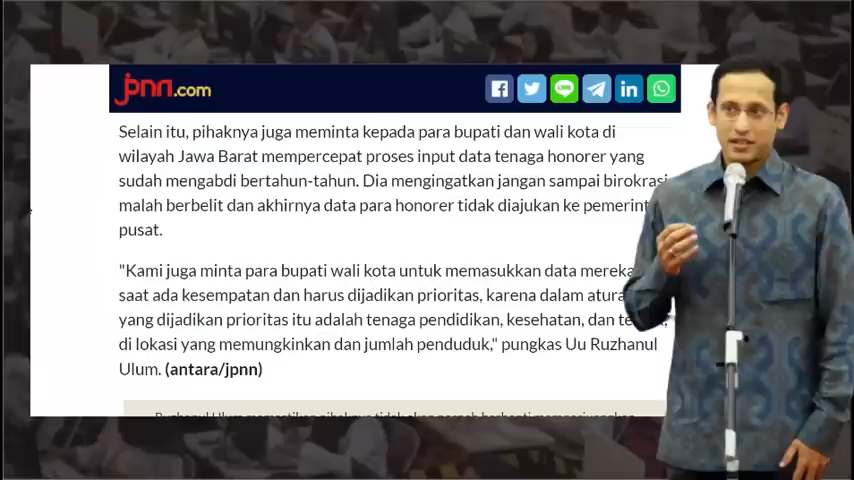 jpnn.com
Selain itu, pihaknya juga meminta kepada para bupati dan wali kota di
wilayah Jawa Barat mempercepat proses input data tenaga honorer yang
sudah mengabdi bertahun-tahun. Dia mengingatkan jangan sampai birokrasi
malah berbelit dan akhirnya data para honorer tidak diajukan ke pemerint
pusat.
"Kami juga minta para bupati wali kota untuk memasukkan data mereka
saat ada kesempatan dan harus dijadikan prioritas, karena dalam atura
yang dijadikan prioritas itu adalah tenaga pendidikan, kesehatan, dan
di lokasi yang memungkinkan dan jumlah penduduk," pungkas Uu Ruzhanul
Ulum. (antara/jpnn)